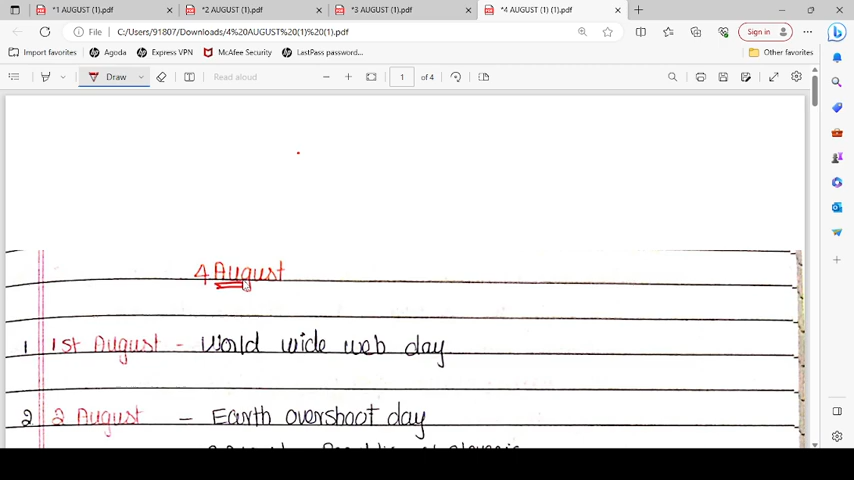 *1 AUGUST (1).pdf
*2 AUGUST (1).pdf
*3 AUGUST (1).pdf
*4 AUGUST (1) (1).pdf
File
C:/Users/91807/Downloads/4%20AUGUST%20(1)%20(1).pdf
Sign in
Import favorites
Agoda
Express VPN
McAfee Security
LastPass password...
Other favorites
Draw
Read aloud
1
of 4
4 August
1 1st August - World wide web day
2 2 August - Earth overshoot day